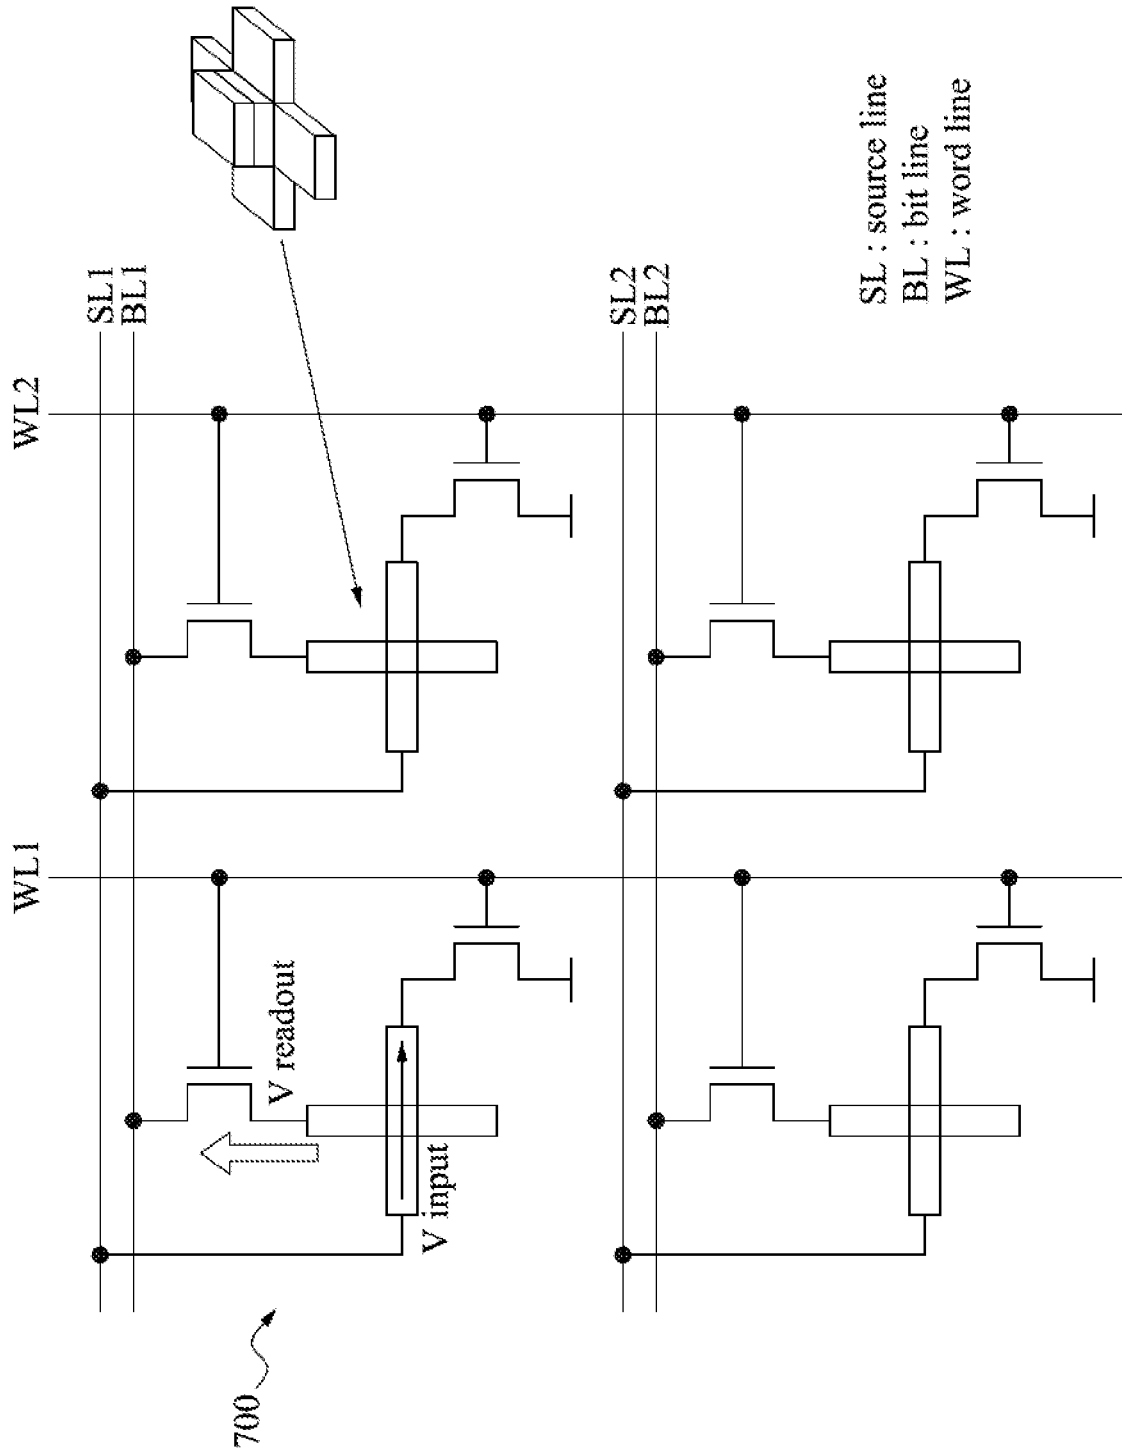 WL1
WL2
SL1
BL1
V readout
V input
SL2
BL2
700
SL : source line
BL : bit line
WL : word line